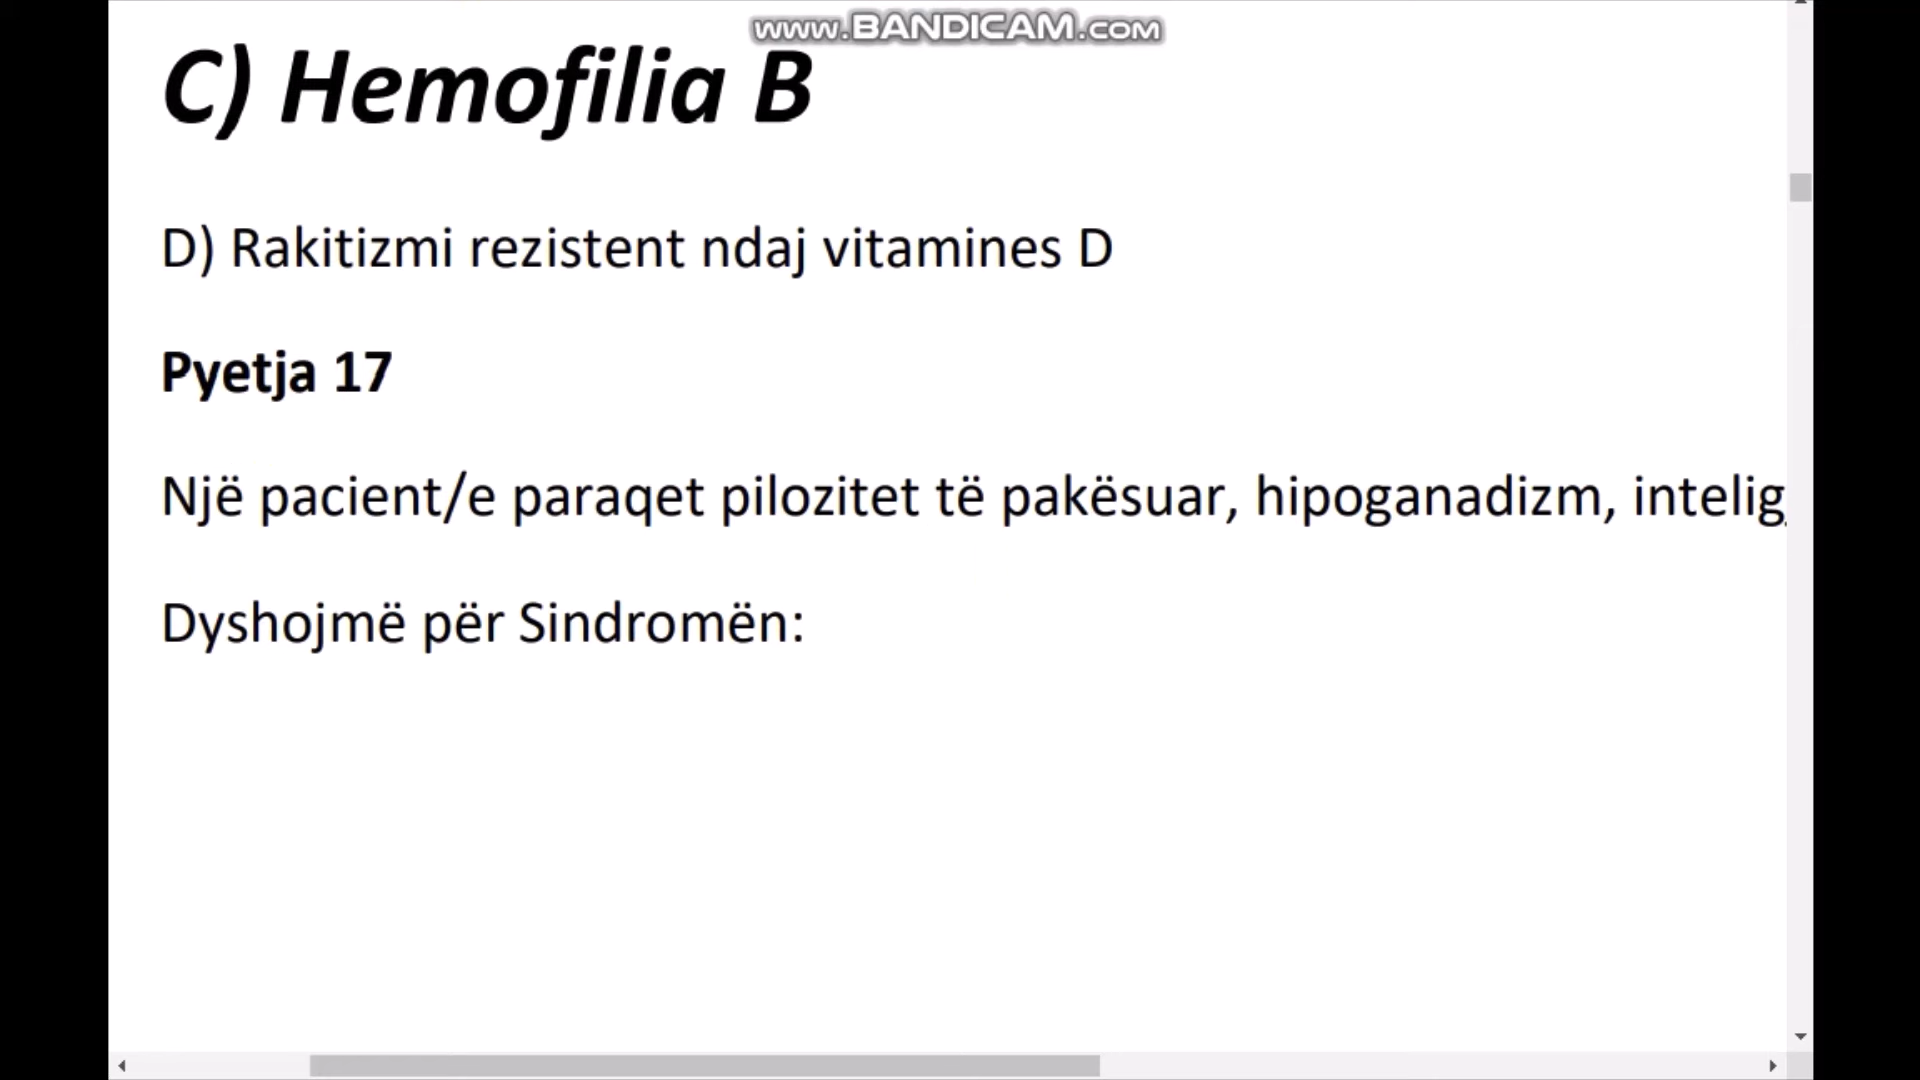 www.BANDICAM.com
C) Hemofilia B
D) Rakitizmi rezistent ndaj vitamines D
Pyetja 17
Një pacient/e paraqet pilozitet të pakësuar, hipoganadizm, intelig
Dyshojmë për Sindromën: